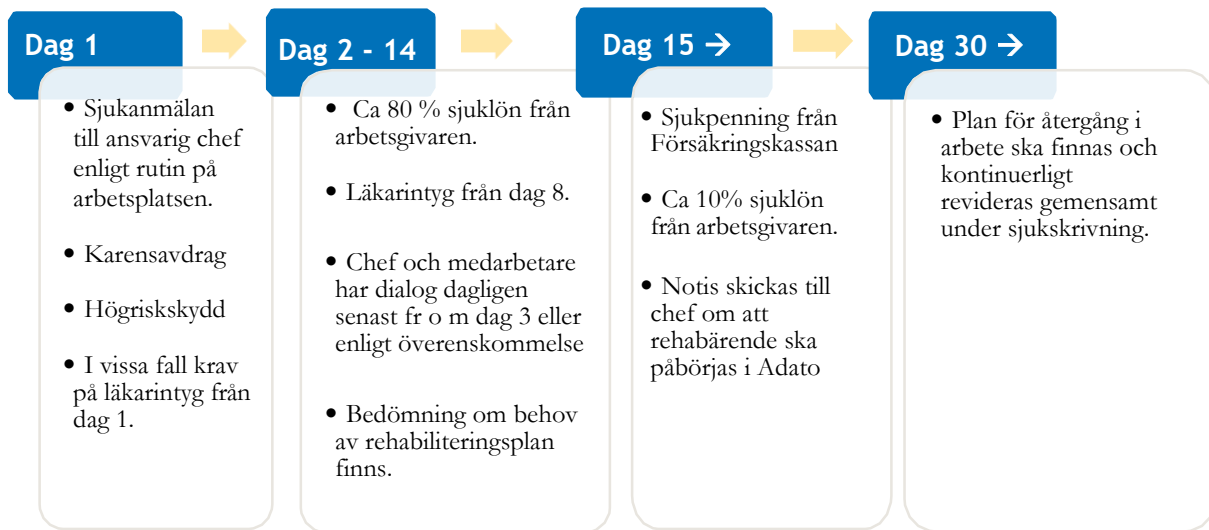 Dag 1
• Sjukanmälan
till ansvarig chef
enligt rutin på
arbetsplatsen.
• Karensavdrag
• Högriskskydd
• I vissa fall krav
på läkarintyg från
dag 1.
Dag 2 - 14
• Ca 80 % sjuklön från
arbetsgivaren.
• Läkarintyg från dag 8.
• Chef och medarbetare
har dialog dagligen
senast fr o m dag 3 eller
enligt överenskommelse
• Bedömning om behov
av rehabiliteringsplan
finns.
Dag 15 →
• Sjukpenning från
Försäkringskassan
• Ca 10% sjuklön
från arbetsgivaren.
• Notis skickas till
chef om att
rehabärende ska
påbörjas i Adato
Dag 30 →
• Plan för återgång i
arbete ska finnas och
kontinuerligt
revideras gemensamt
under sjukskrivning.